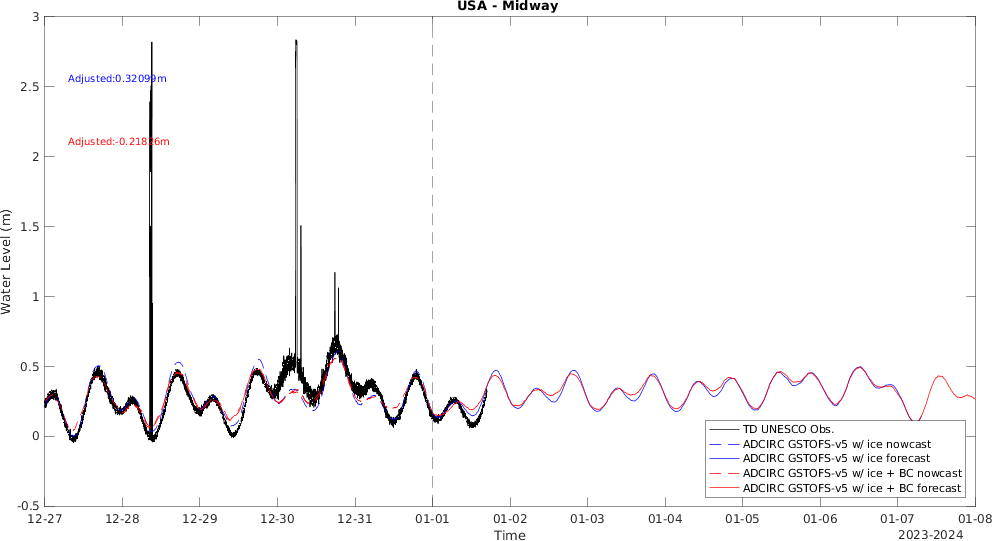 USA - Midway
Water Level (m)
3
2.5
2
1.5
1
0.5
0
-0.5
Adjusted:0.32099m
Adjusted:-0.21826m
TD UNESCO Obs.
ADCIRC GSTOFS-v5 w/ ice nowcast
ADCIRC GSTOFS-v5 w/ ice forecast
ADCIRC GSTOFS-v5 w/ ice + BC nowcast
ADCIRC GSTOFS-v5 w/ ice + BC forecast
12-27 12-28 12-29 12-30 12-31 01-01 01-02 01-03 01-04 01-05 01-06 01-07 01-08
Time
2023-2024